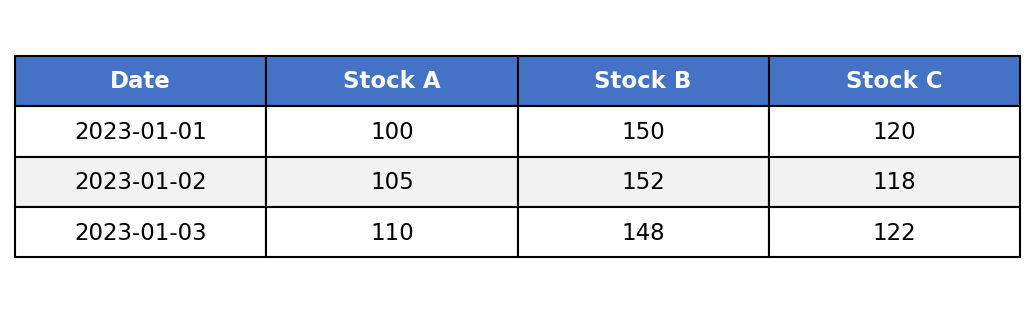 Date Stock A Stock B Stock C
2023-01-01 100 150 120
2023-01-02 105 152 118
2023-01-03 110 148 122